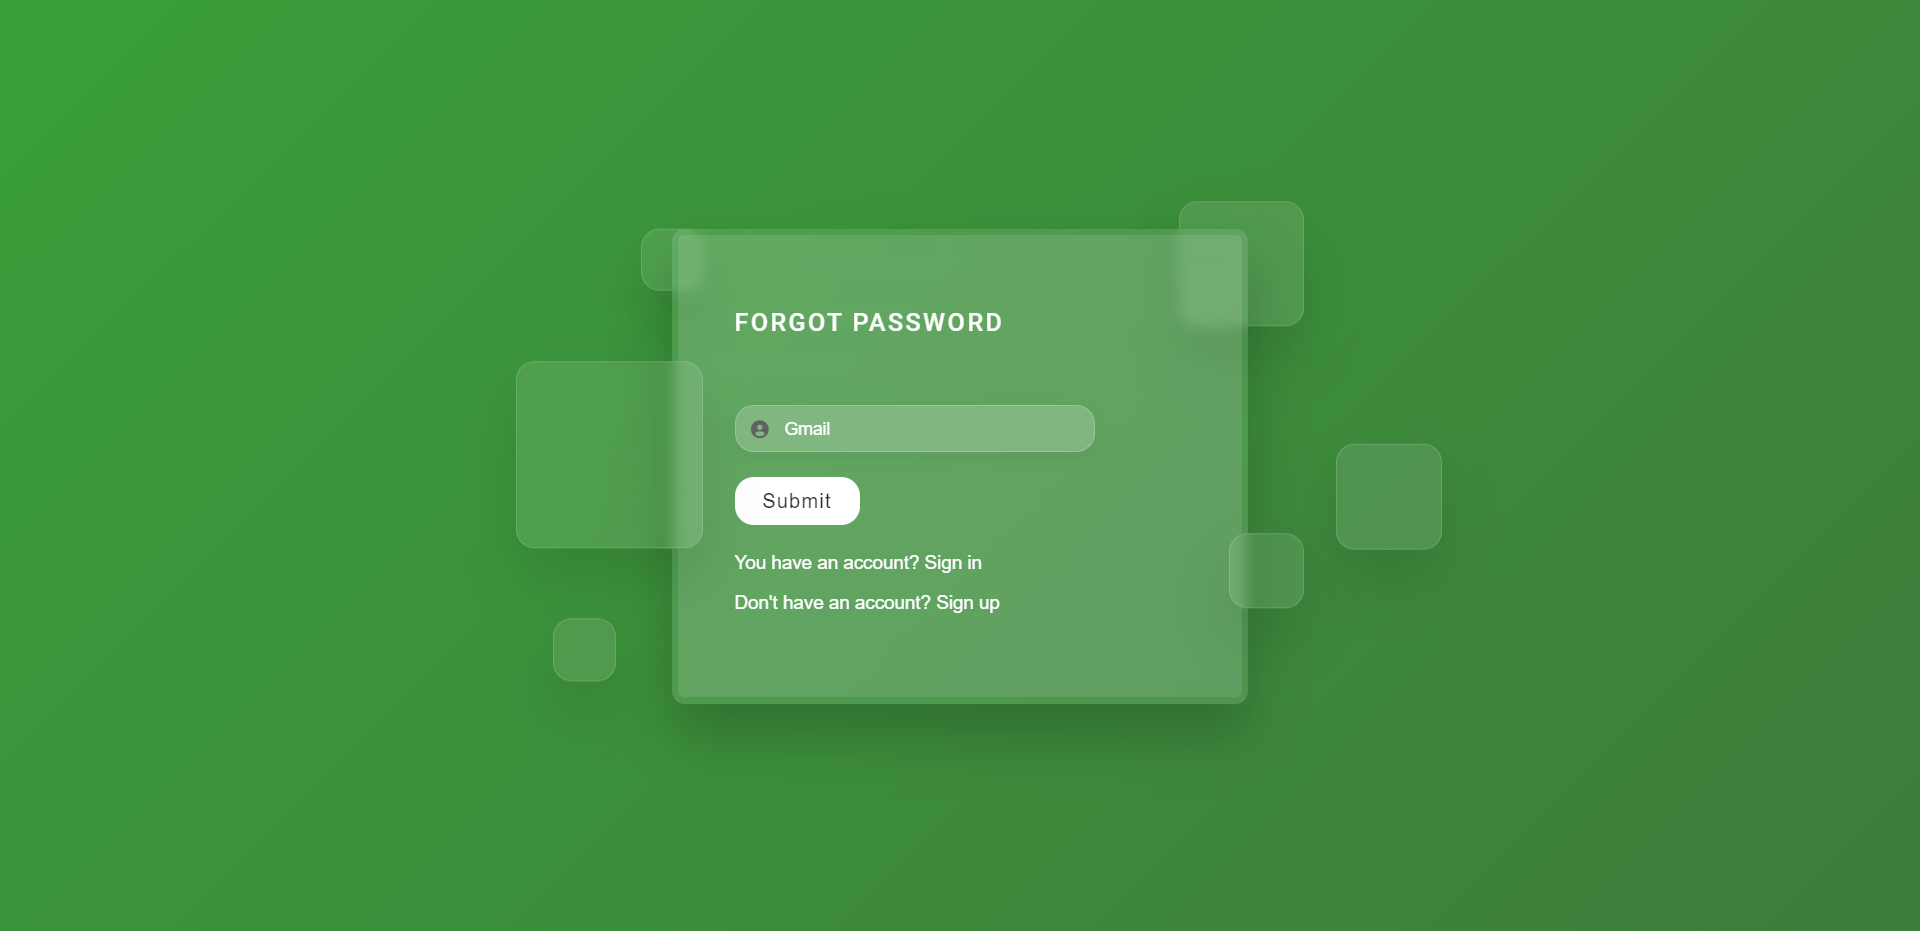 FORGOT PASSWORD
Gmail
Submit
You have an account? Sign in
Don't have an account? Sign up